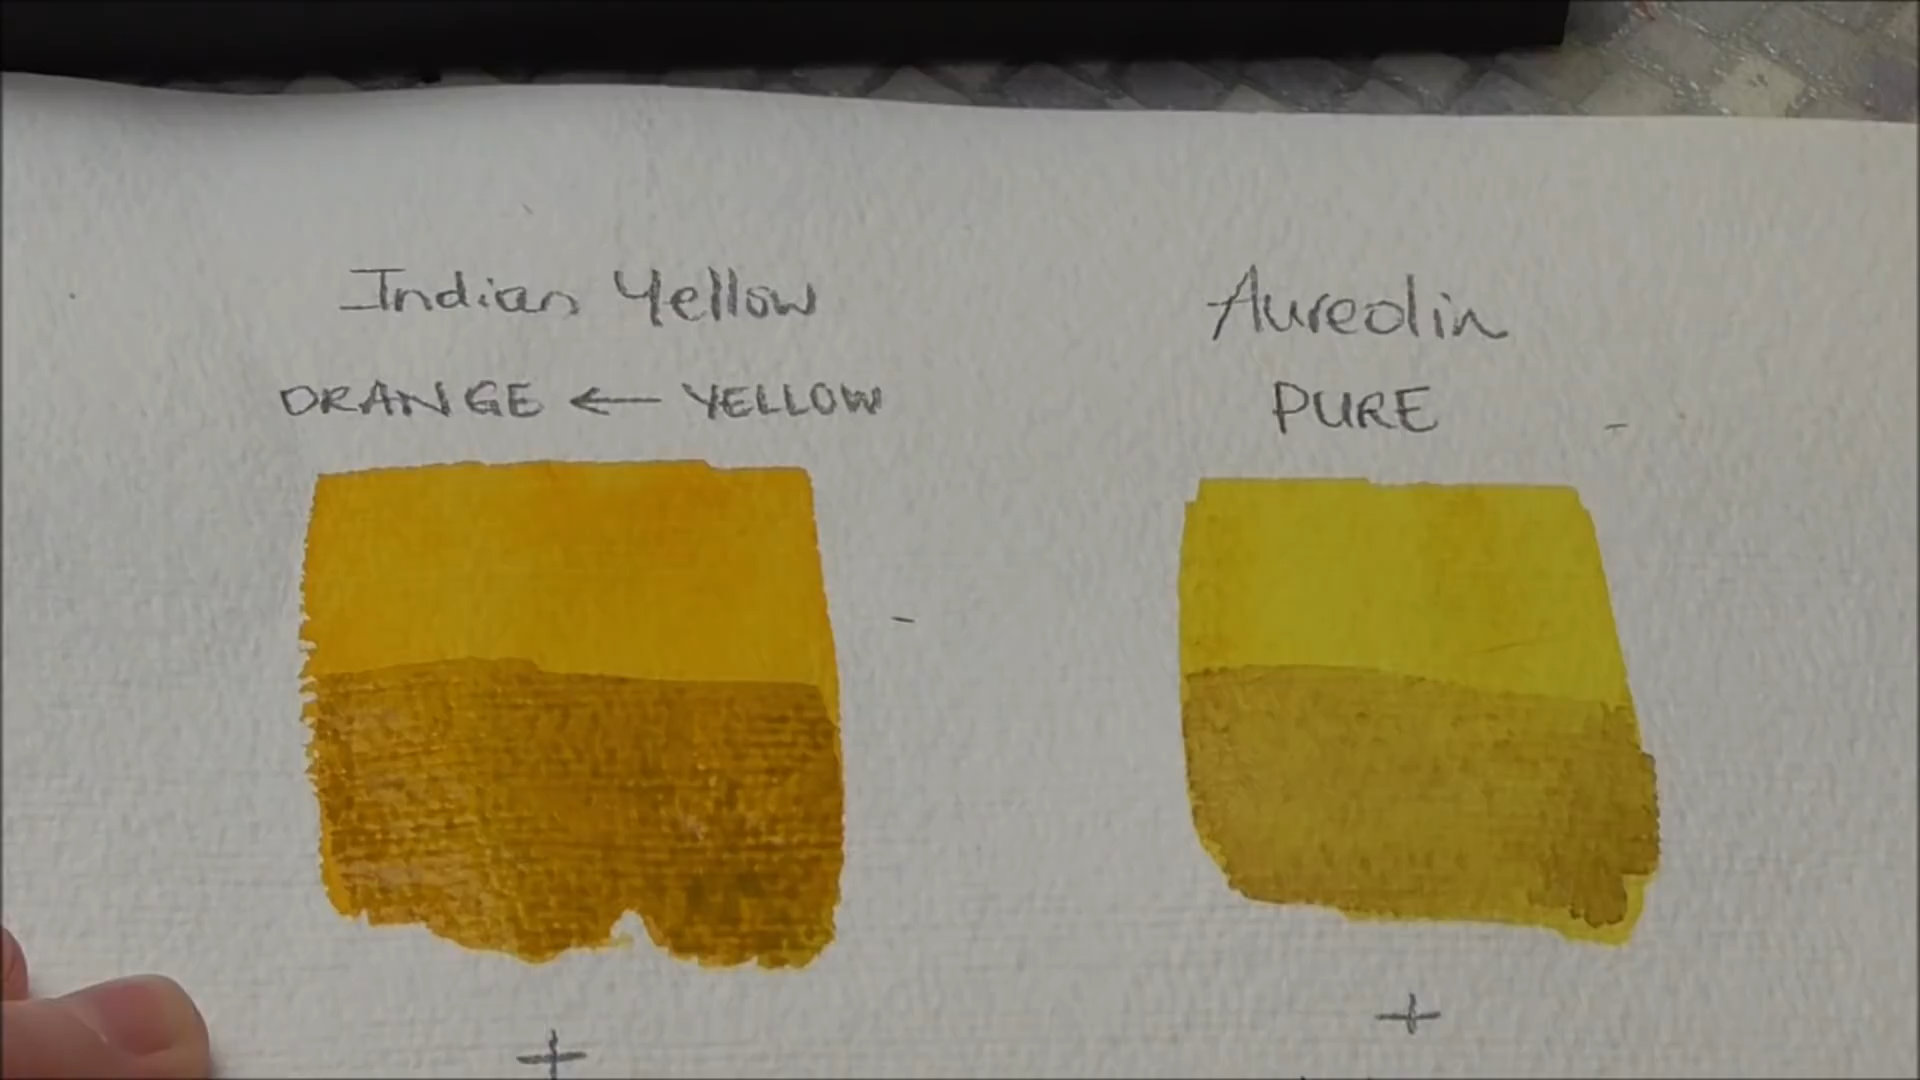 Indian Yellow
ORANGE ← YELLOW
+
Aureolin
PURE
+